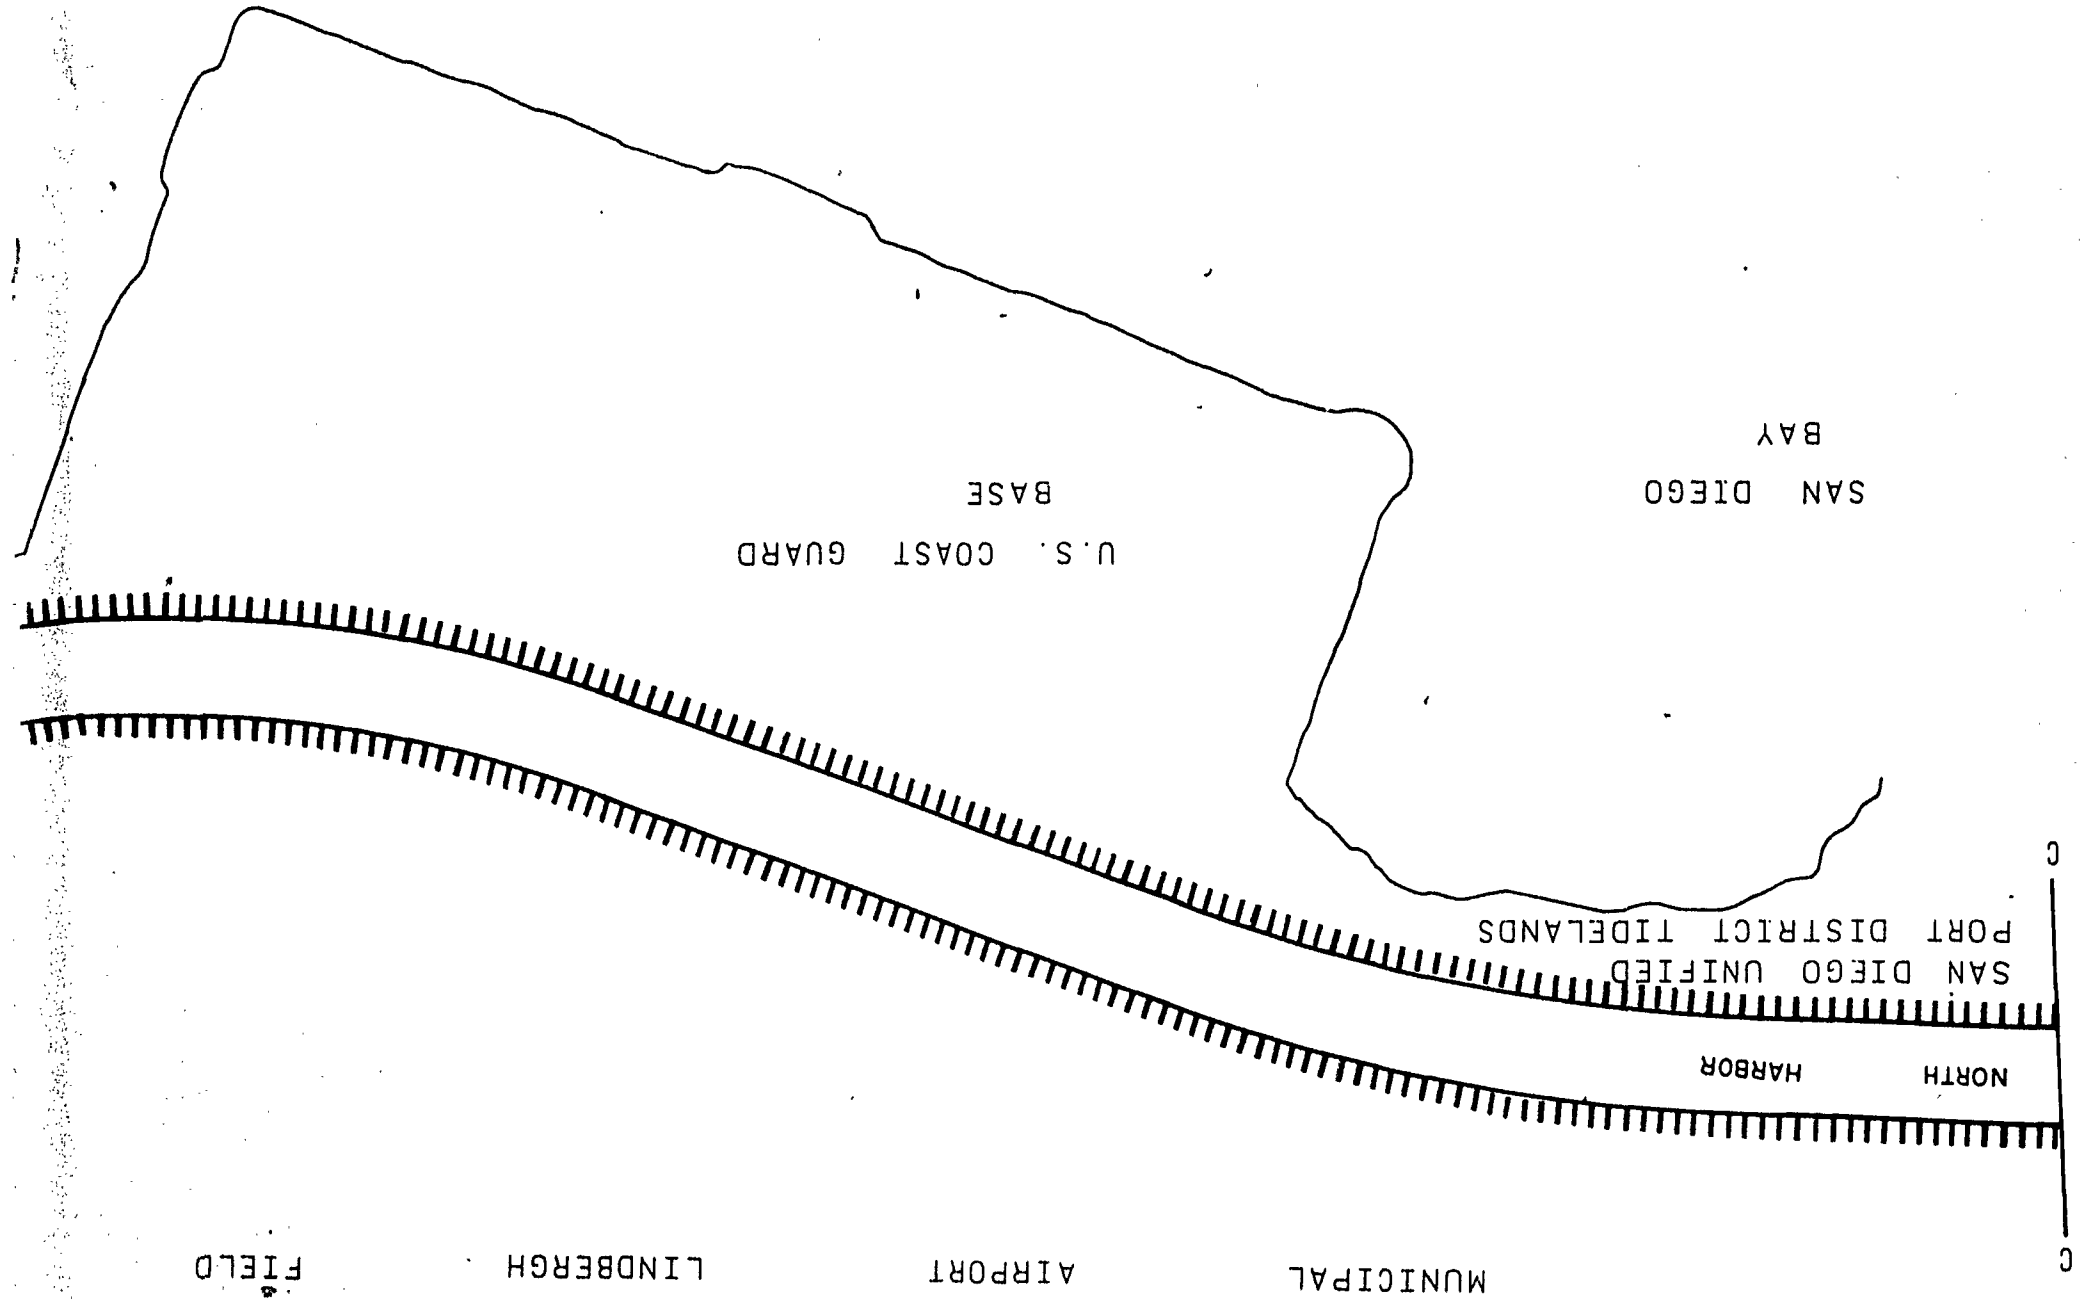 C
MUNICIPAL AIRPORT LINDBERGH FIELD
NORTH HARBOR
SAN DIEGO UNIFIED
PORT DISTRICT TIDELANDS
C
U.S. COAST GUARD
BASE
SAN DIEGO
BAY